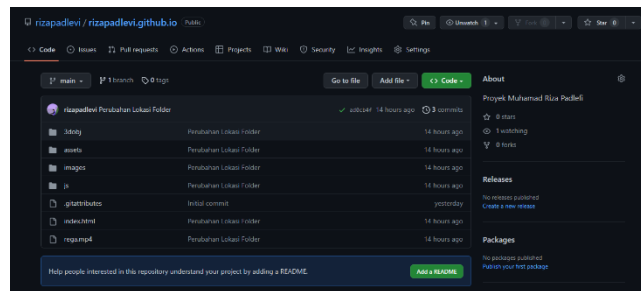 rizapadlevi / rizapadlevi.github.io Public
Pin Unwatch 1 Fork 0 Star 0
Code Issues Pull requests Actions Projects Wiki Security Insights Settings
main 1 branch 0 tags Go to file Add file Code
About
Proyek Muhamad Riza Padlefi
rizapadlevi Perubahan Lokasi Folder 14 hours ago 3 commits
0 stars
3dobj Perubahan Lokasi Folder 14 hours ago
1 watching
assets Perubahan Lokasi Folder 14 hours ago
0 forks
images Perubahan Lokasi Folder 14 hours ago
js Perubahan Lokasi Folder 14 hours ago
Releases
.gitattributes Initial commit yesterday
No releases published
Create a new release
index.html Perubahan Lokasi Folder 14 hours ago
rega.mp4 Perubahan Lokasi Folder 14 hours ago
Packages
No packages published
Publish your first package
Help people interested in this repository understand your project by adding a README. Add a README